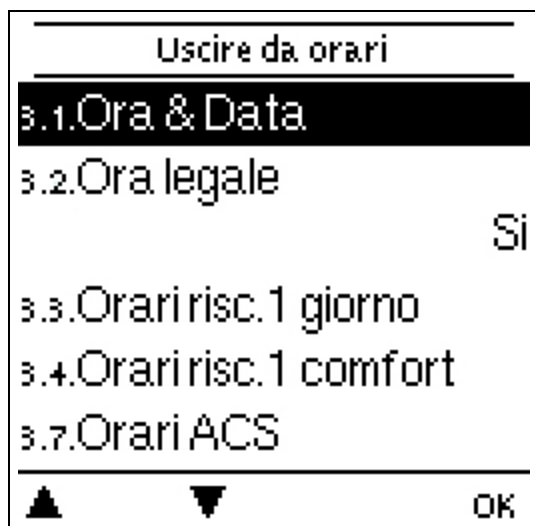 Uscire da orari
3.1.Ora & Data
3.2.Ora legale
Si
3.3.Orari risc.1 giorno
3.4.Orari risc.1 comfort
3.7.Orari ACS
OK